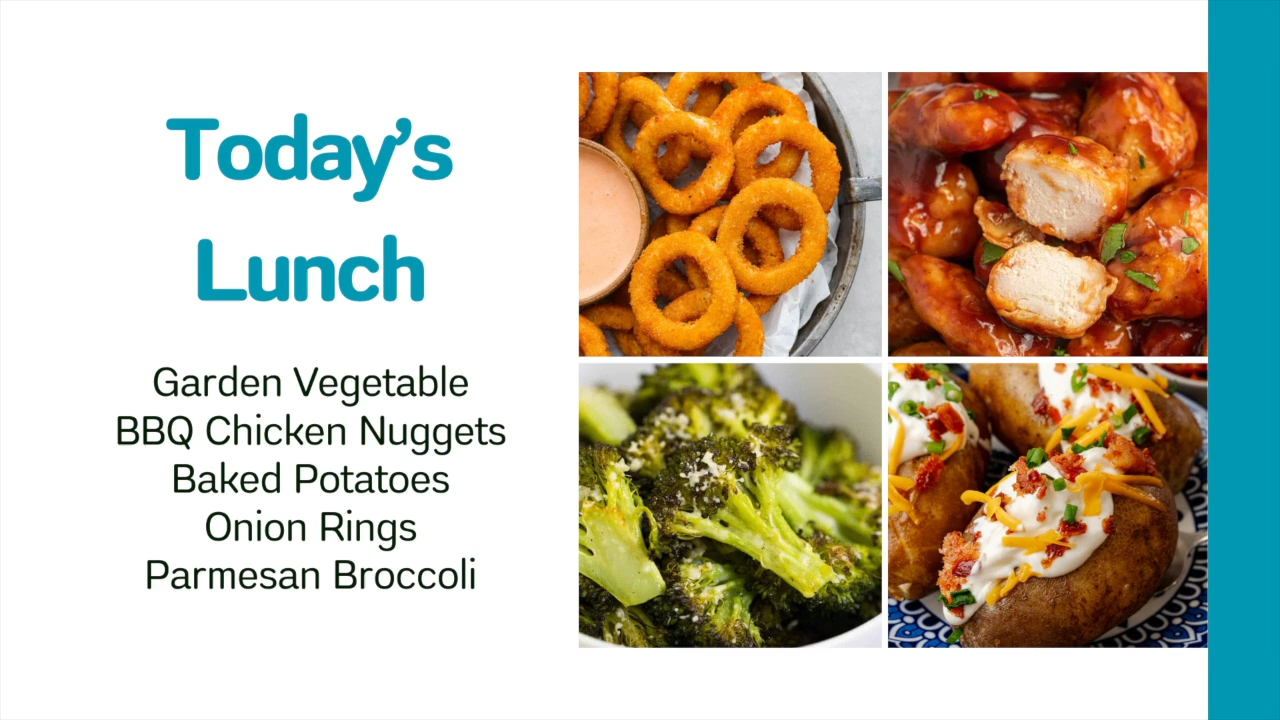 Today's
Lunch
Garden Vegetable
BBQ Chicken Nuggets
Baked Potatoes
Onion Rings
Parmesan Broccoli